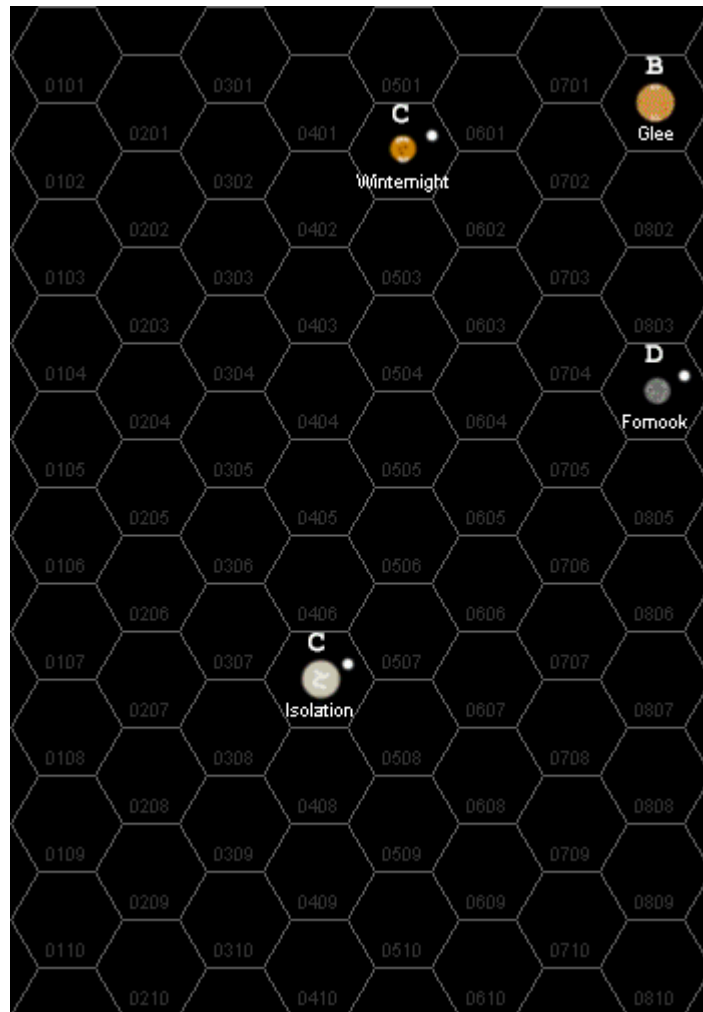 B
0101 0301 0501 0701
C
0201 0401 0601 Glee
0102 0302 Winternight 0702
0202 0402 0602 0802
0103 0303 0503 0703
0203 0403 0603 0803
D
0104 0304 0504 0704
0204 0404 0604 Fornook
0105 0305 0505 0705
0205 0405 0605 0805
0106 0306 0506 0706
0206 0406 0606 0806
C
0107 0307 0507 0707
0207 Isolation 0607 0807
0108 0308 0508 0708
0208 0408 0608 0808
0109 0309 0509 0709
0209 0409 0609 0809
0110 0310 0510 0710
0210 0410 0610 0810